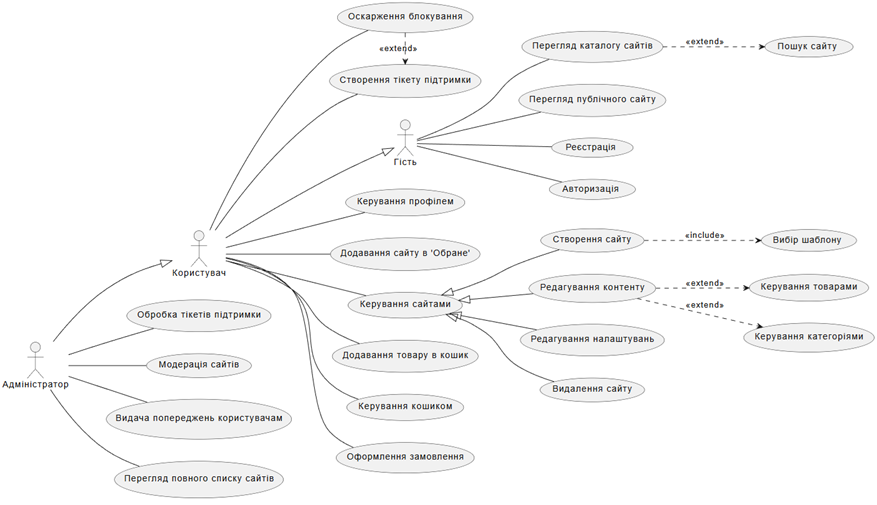 Оскарження блокування
«extend»
Створення тікету підтримки
Перегляд каталогу сайтів
«extend»
Пошук сайту
Перегляд публічного сайту
Гість
Реєстрація
Авторизація
Керування профілем
Користувач
Додавання сайту в 'Обране'
Створення сайту
«include»
Вибір шаблону
Керування сайтами
Редагування контенту
«extend»
Керування товарами
«extend»
Керування категоріями
Редагування налаштувань
Видалення сайту
Додавання товару в кошик
Керування кошиком
Оформлення замовлення
Адміністратор
Обробка тікетів підтримки
Модерація сайтів
Видача попереджень користувачам
Перегляд повного списку сайтів